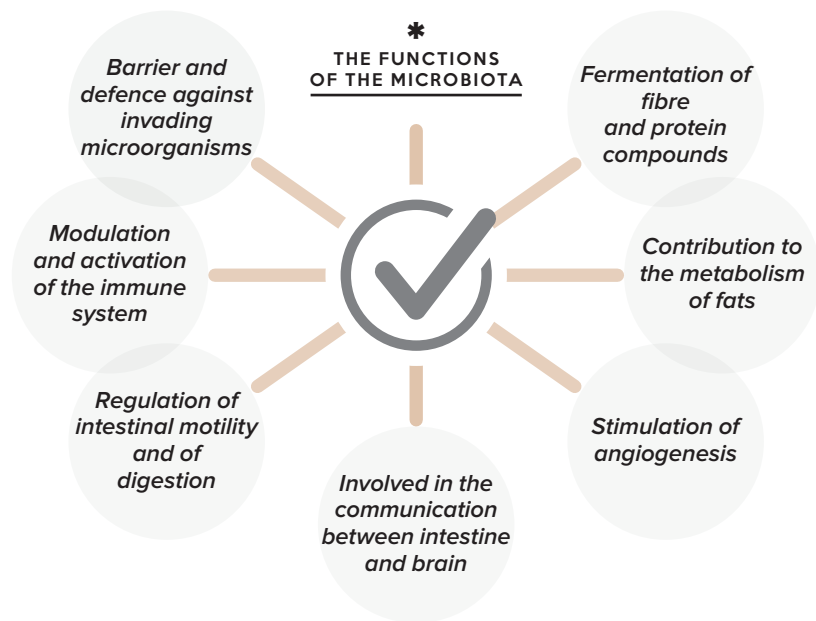 *
THE FUNCTIONS
OF THE MICROBIOTA
Barrier and
defence against
invading
microorganisms
Fermentation of
fibre
and protein
compounds
Modulation
and activation
of the immune
system
Contribution to
the metabolism
of fats
Regulation of
intestinal motility
and of
digestion
Stimulation of
angiogenesis
Involved in the
communication
between intestine
and brain